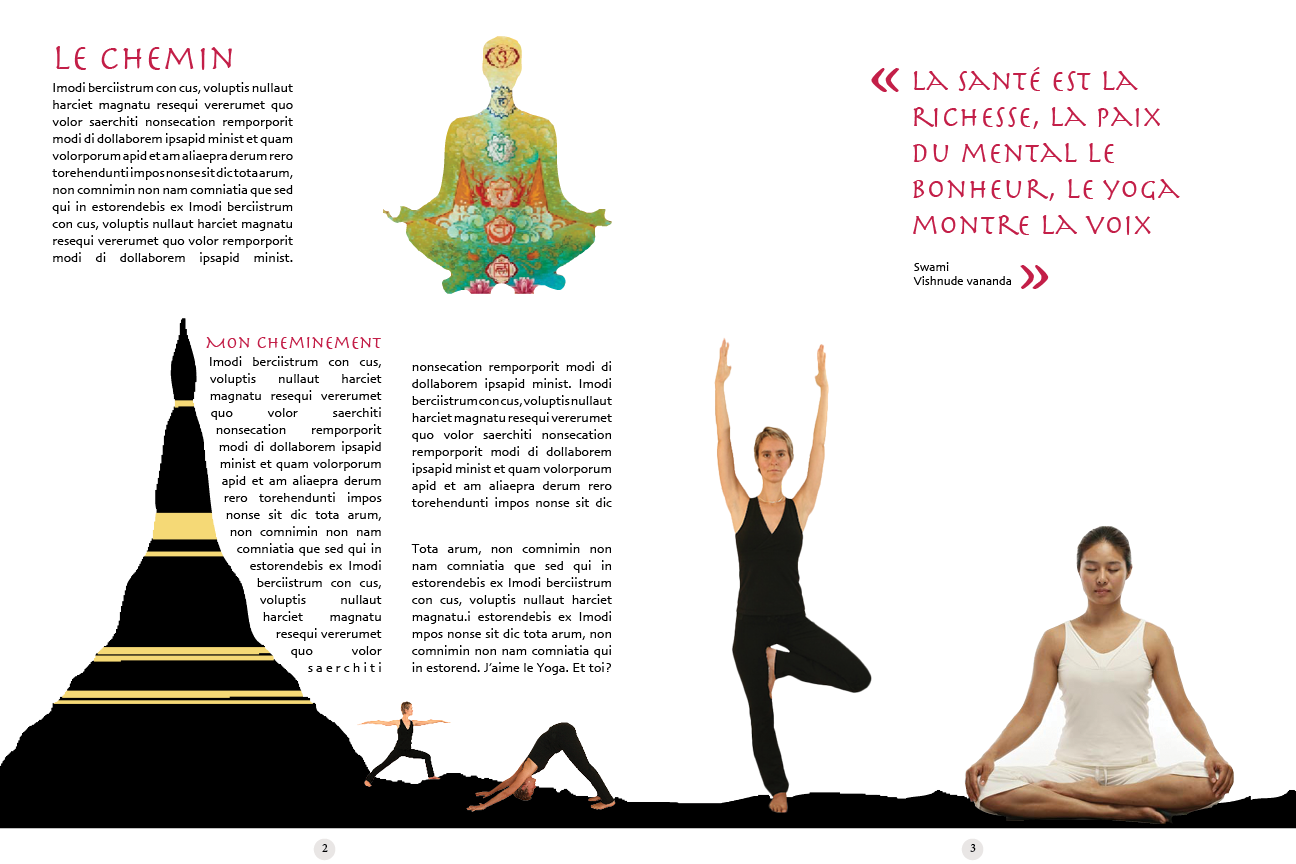 Le chemin
Imodi berciistrum con cus, voluptis nullaut
harciet magnatu resequi vererumet quo
volor saerchiti nonsecation remporporit
modi di dollaborem ipsapid minist et quam
volorporum apid et am aliaepra derum rero
torehendunti impos nonse sit dic tota arum,
non comnimin non nam comniatia que sed
qui in estorendebis ex Imodi berciistrum
con cus, voluptis nullaut harciet magnatu
resequi vererumet quo volor remporporit
modi di dollaborem ipsapid minist.
Mon cheminement
Imodi berciistrum con cus,
voluptis nullaut harciet
magnatu resequi vererumet
quo volor saerchiti
nonsecation remporporit
modi di dollaborem ipsapid
minist et quam volorporum
apid et am aliaepra derum
rero torehendunti impos
nonse sit dic tota arum,
non comnimin non nam
comniatia que sed qui in
estorendebis ex Imodi
berciistrum con cus,
voluptis nullaut
harciet magnatu
resequi vererumet
quo volor
saerchiti
nonsecation remporporit modi di
dollaborem ipsapid minist. Imodi
berciistrum con cus, voluptis nullaut
harciet magnatu resequi vererumet
quo volor saerchiti nonsecation
remporporit modi di dollaborem
ipsapid minist et quam volorporum
apid et am aliaepra derum rero
torehendunti impos nonse sit dic
Tota arum, non comnimin non
nam comniatia que sed qui in
estorendebis ex Imodi berciistrum
con cus, voluptis nullaut harciet
magnatu.i estorendebis ex Imodi
mpos nonse sit dic tota arum, non
comnimin non nam comniatia qui
in estorend. J'aime le Yoga. Et toi?
2
« La santé est la
richesse, la paix
du mental le
bonheur, le yoga
montre la voix
Swami
Vishnude vananda »
3